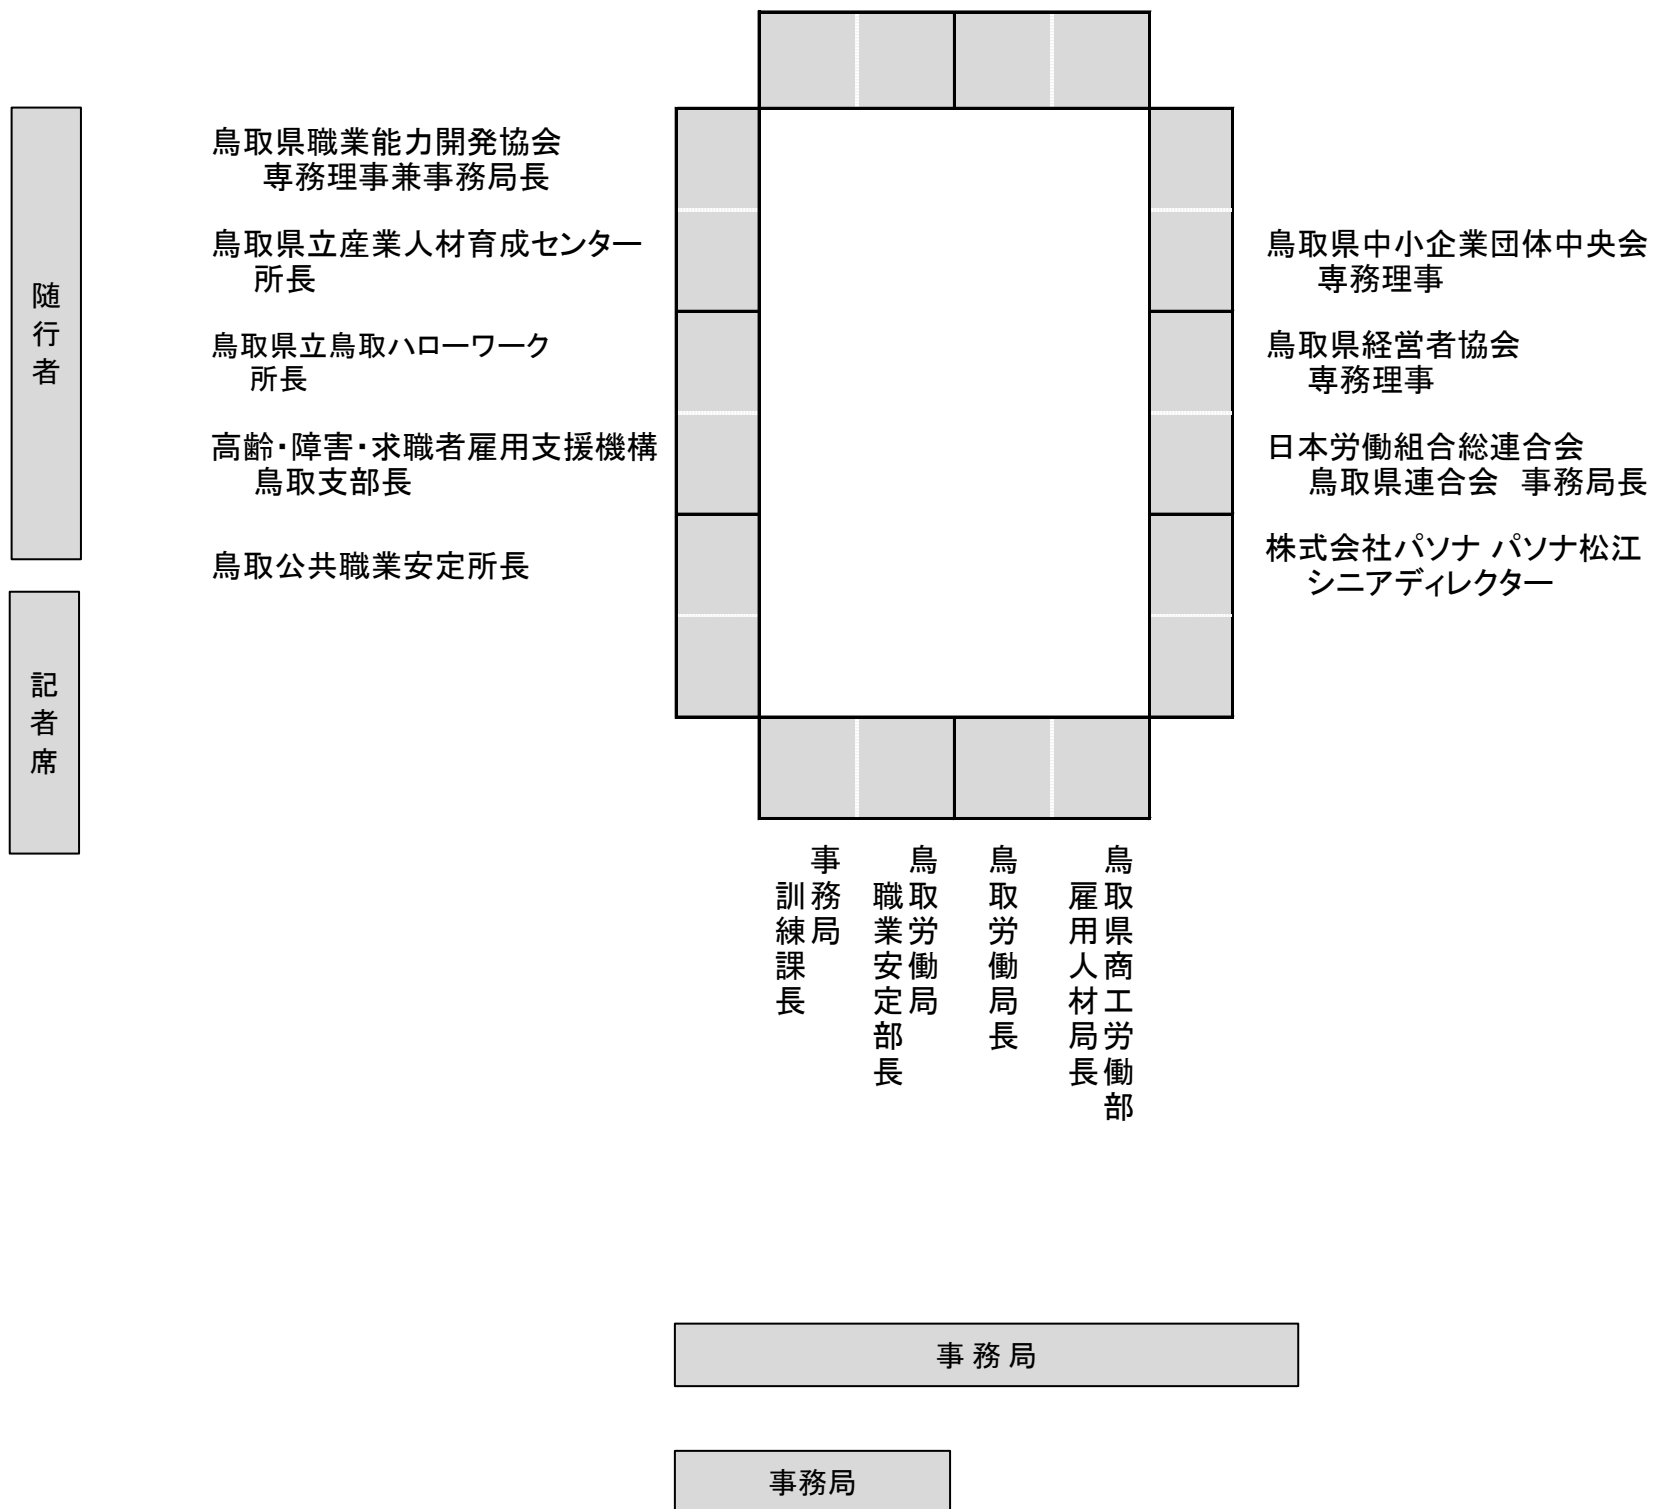 随行者
記者席
鳥取県職業能力開発協会
専務理事兼事務局長
鳥取県立産業人材育成センター
所長
鳥取県立鳥取ハローワーク
所長
高齢・障害・求職者雇用支援機構
鳥取支部長
鳥取公共職業安定所長
鳥取県中小企業団体中央会
専務理事
鳥取県経営者協会
専務理事
日本労働組合総連合会
鳥取県連合会　事務局長
株式会社パソナ パソナ松江
シニアディレクター
鳥取県商工労働部
雇用人材局長
鳥取労働局長
鳥取労働局
職業安定部長
事務局
訓練課長
事 務 局
事務局